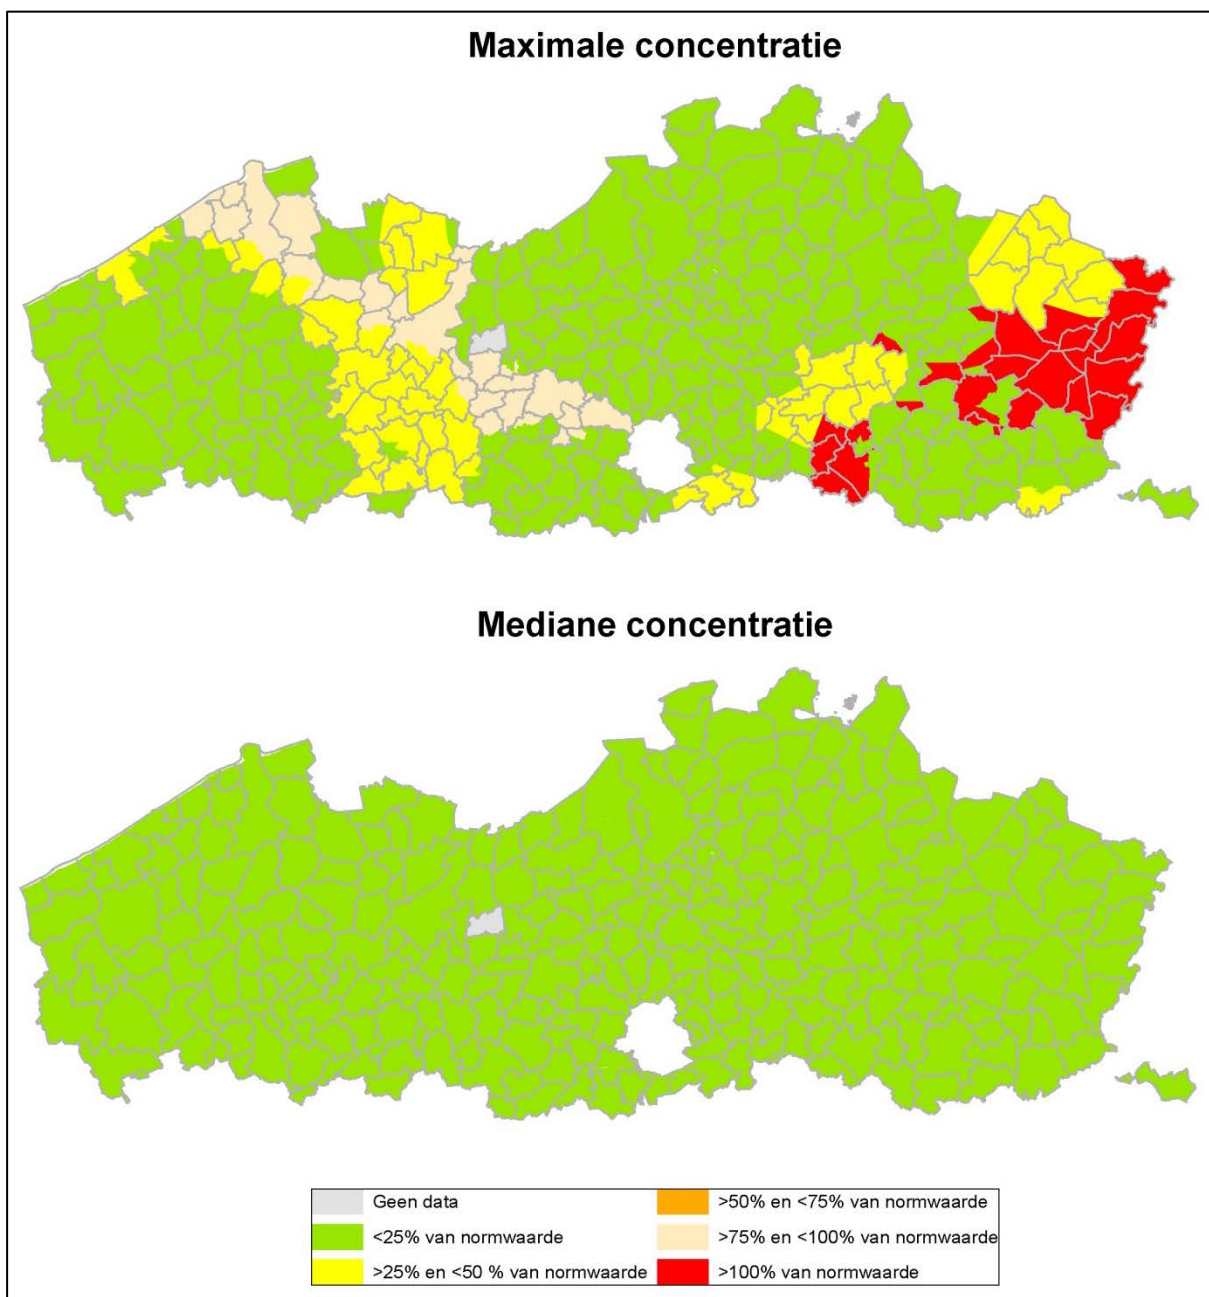 Maximale concentratie
Mediane concentratie
Geen data
<25% van normwaarde
>25% en <50 % van normwaarde
>50% en <75% van normwaarde
>75% en <100% van normwaarde
>100% van normwaarde